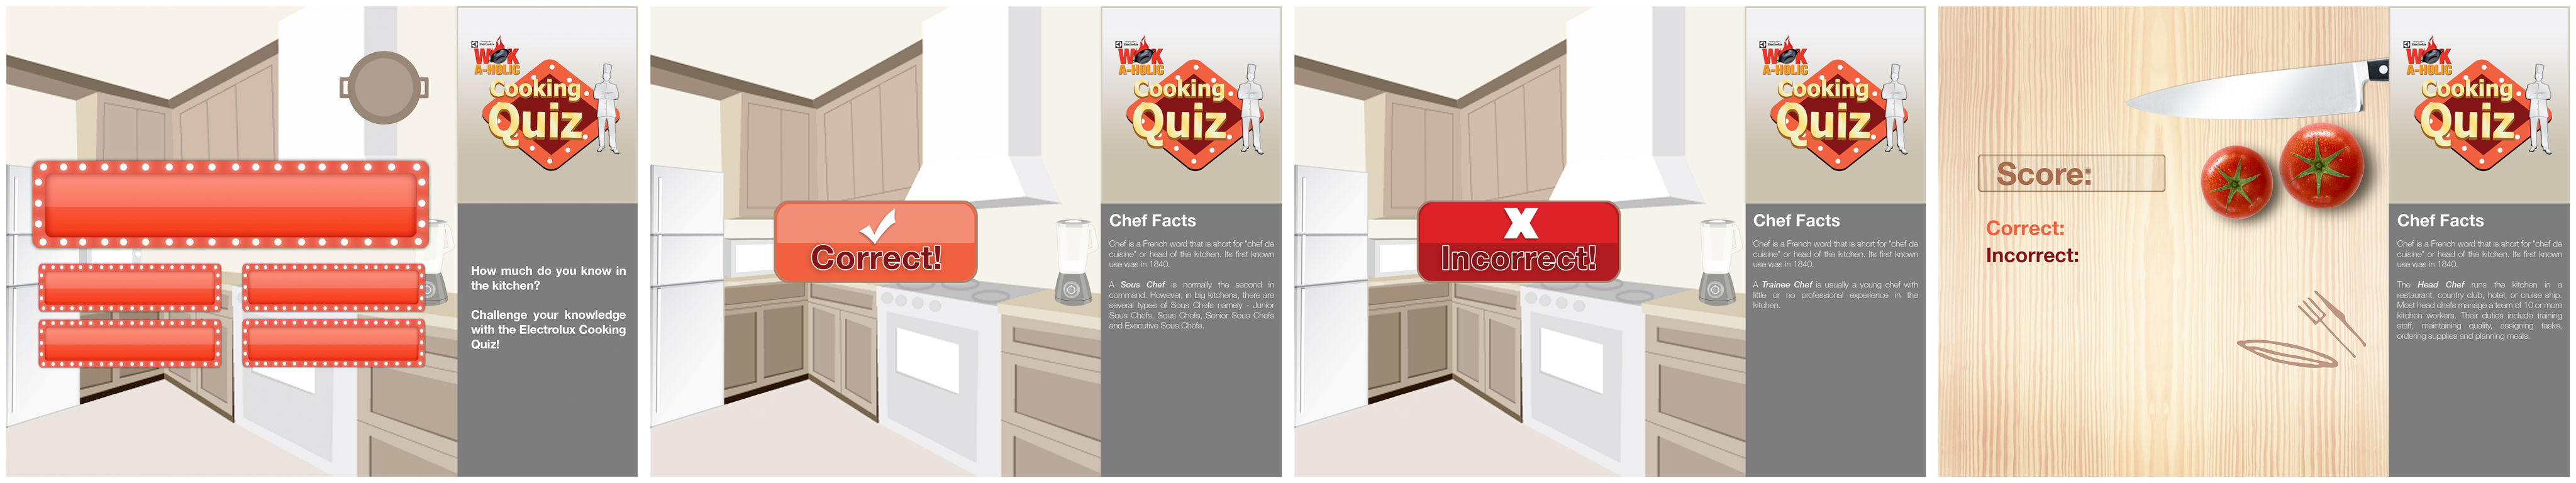 Electrolux
WOK
A-HOLIC
Cooking
Quiz
How much do you know in
the kitchen?
Challenge your knowledge
with the Electrolux Cooking
Quiz!
WOK
A-HOLIC
Cooking
Quiz
Correct!
Chef Facts
Chef is a French word that is short for "chef de
cuisine" or head of the kitchen. Its first known
use was in 1840.
A Sous Chef is normally the second in
command. However, in big kitchens, there are
several types of Sous Chefs namely - Junior
Sous Chefs, Sous Chefs, Senior Sous Chefs
and Executive Sous Chefs.
WOK
A-HOLIC
Cooking
Quiz
X
Incorrect!
Chef Facts
Chef is a French word that is short for "chef de
cuisine" or head of the kitchen. Its first known
use was in 1840.
A Trainee Chef is usually a young chef with
little or no professional experience in the
kitchen.
WOK
A-HOLIC
Cooking
Quiz
Score:
Correct:
Incorrect:
Chef Facts
Chef is a French word that is short for "chef de
cuisine" or head of the kitchen. Its first known
use was in 1840.
The Head Chef runs the kitchen in a
restaurant, country club, hotel, or cruise ship.
Most head chefs manage a team of 10 or more
kitchen workers. Their duties include training
staff, maintaining quality, assigning tasks,
ordering supplies and planning meals.